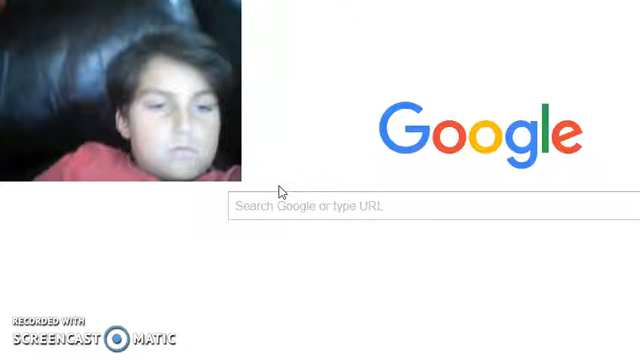 Google
Search Google or type URL
RECORDED WITH
SCREENCAST MATIC